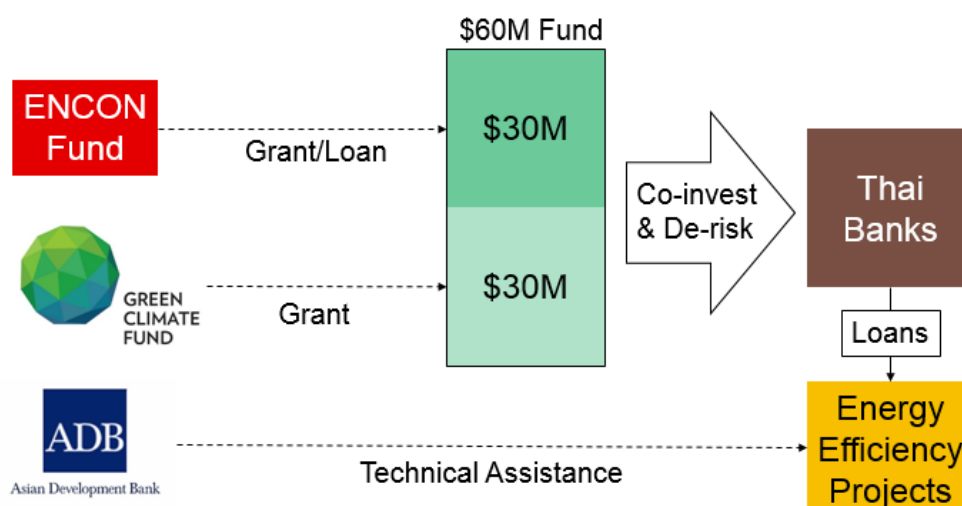 $60M Fund
ENCON
Fund
Grant/Loan
$30M
Co-invest
& De-risk
Thai
Banks
GREEN
CLIMATE
FUND
Grant
$30M
Loans
ADB
Asian Development Bank
Technical Assistance
Energy
Efficiency
Projects